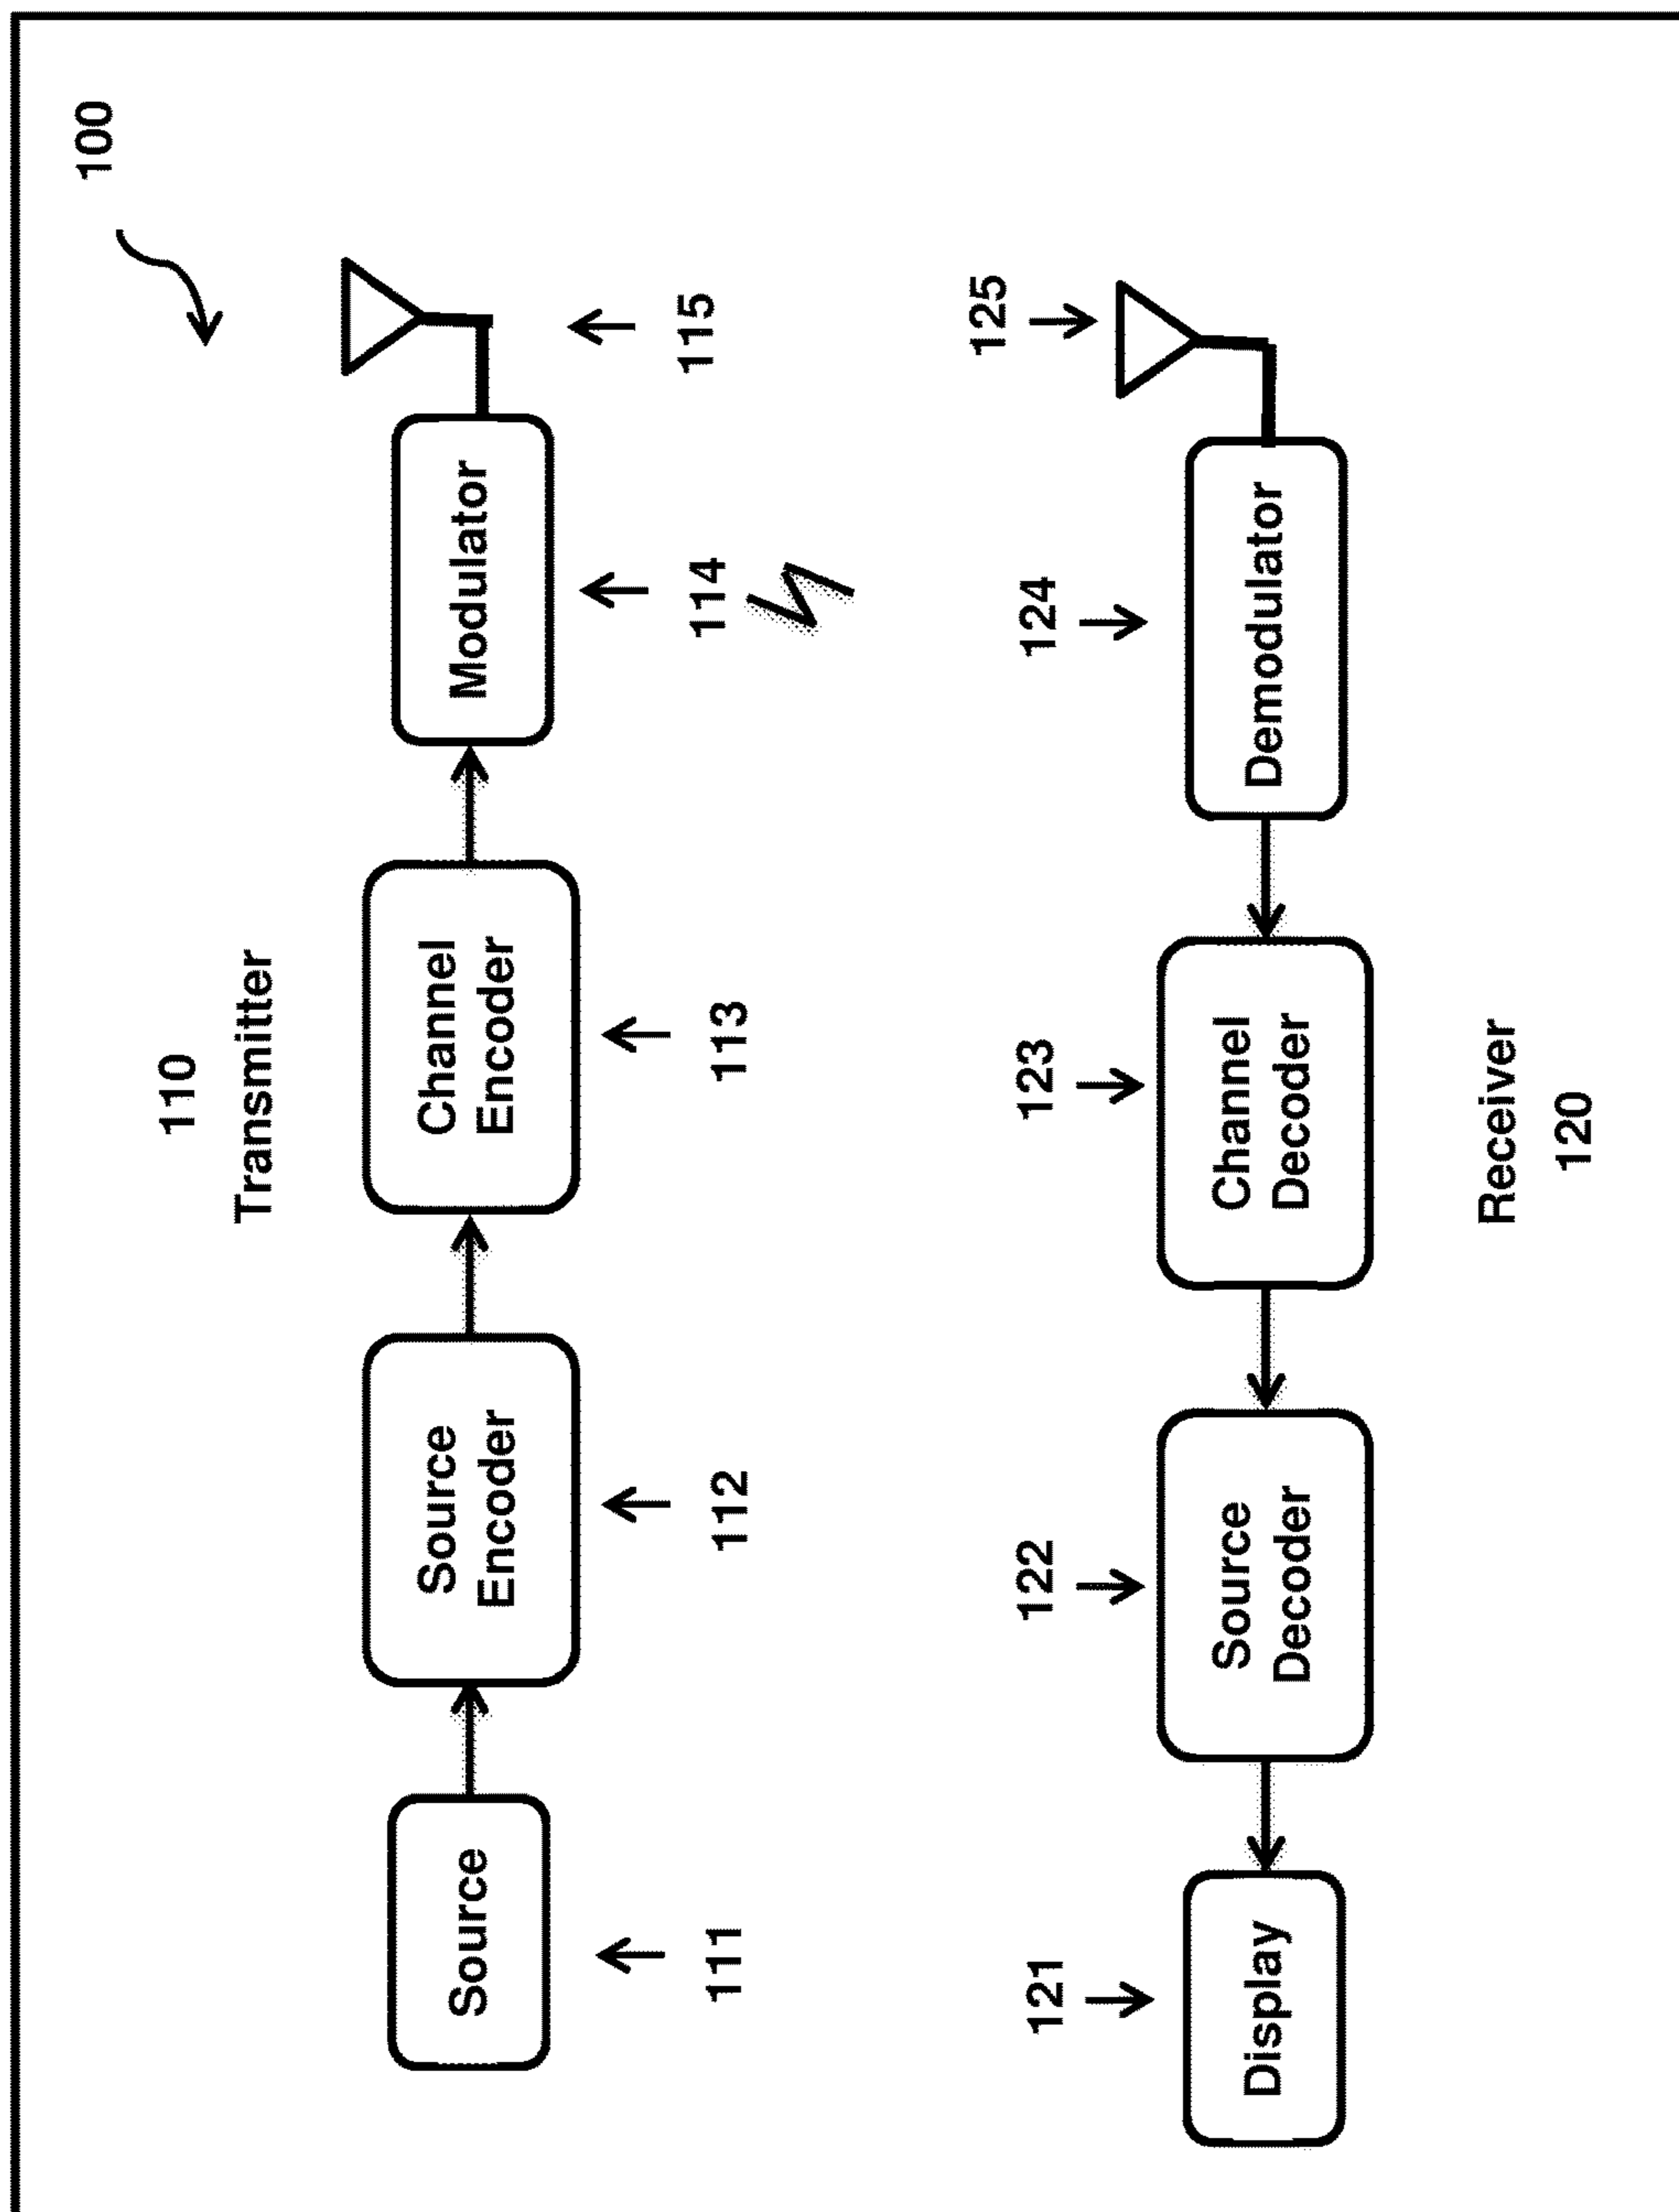 100
110
Transmitter
Source
Source
Encoder
Channel
Encoder
Modulator
111
112
113
114
115
121
122
123
124
125
Display
Source
Decoder
Channel
Decoder
Demodulator
Receiver
120